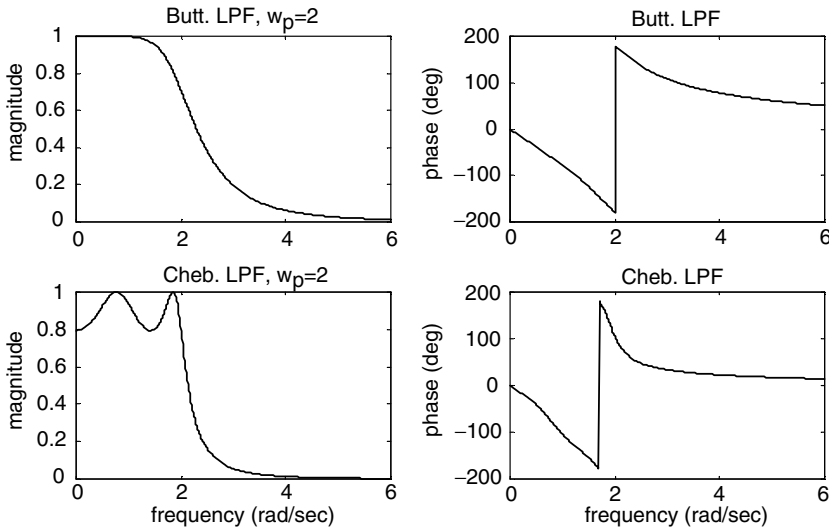 Butt. LPF, w_p=2
magnitude
1
0.8
0.6
0.4
0.2
0
0 2 4 6
Butt. LPF
phase (deg)
200
100
0
−100
−200
0 2 4 6
Cheb. LPF, w_p=2
magnitude
1
0.8
0.6
0.4
0.2
0
0 2 4 6
frequency (rad/sec)
Cheb. LPF
phase (deg)
200
100
0
−100
−200
0 2 4 6
frequency (rad/sec)